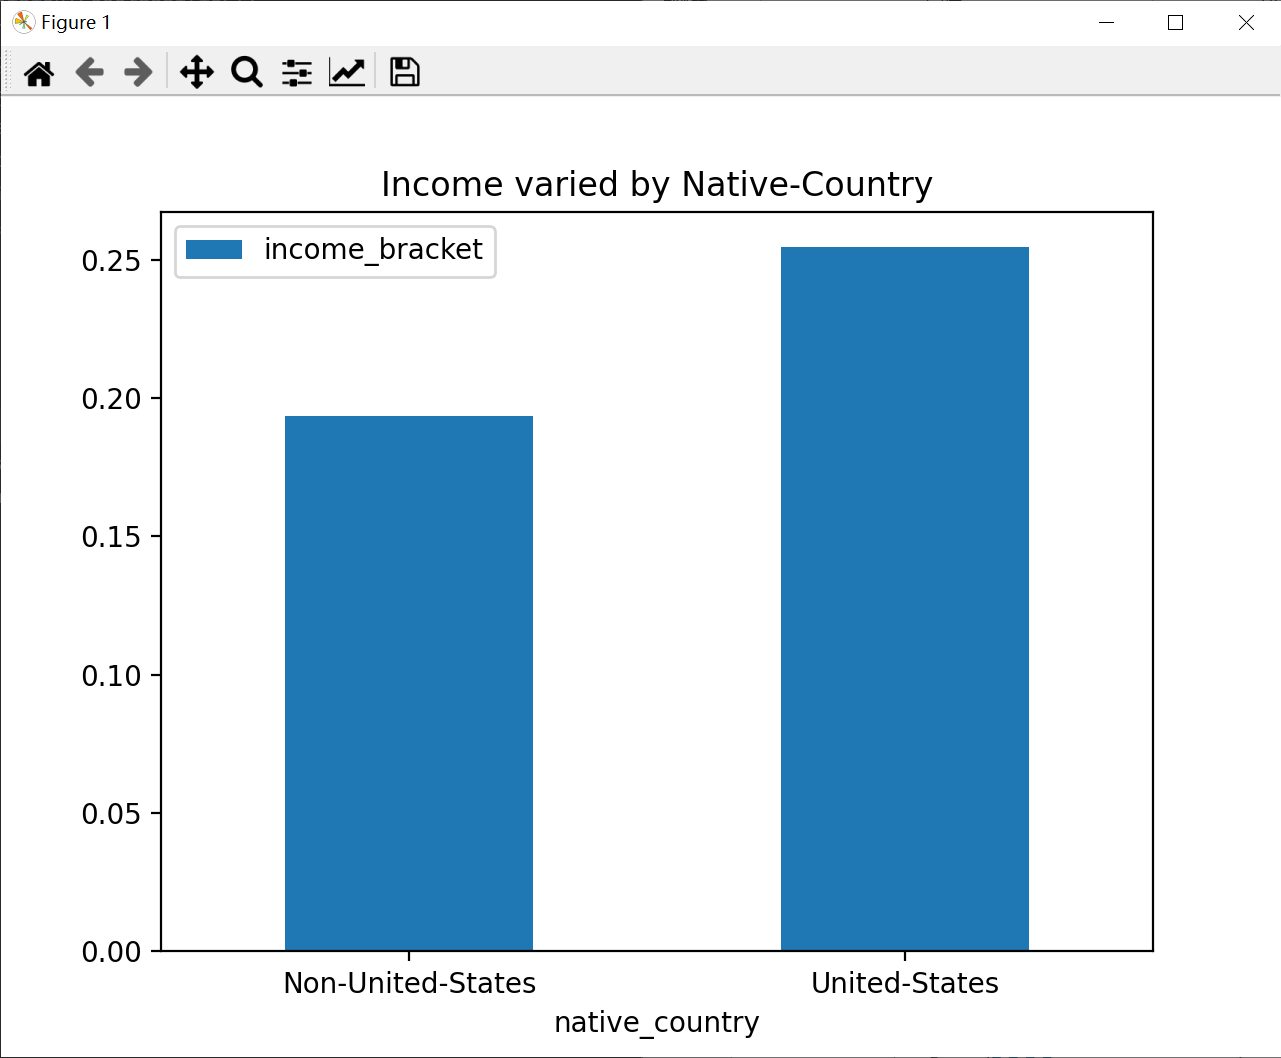 Figure 1
Income varied by Native-Country
income_bracket
0.25
0.20
0.15
0.10
0.05
0.00
Non-United-States United-States
native_country